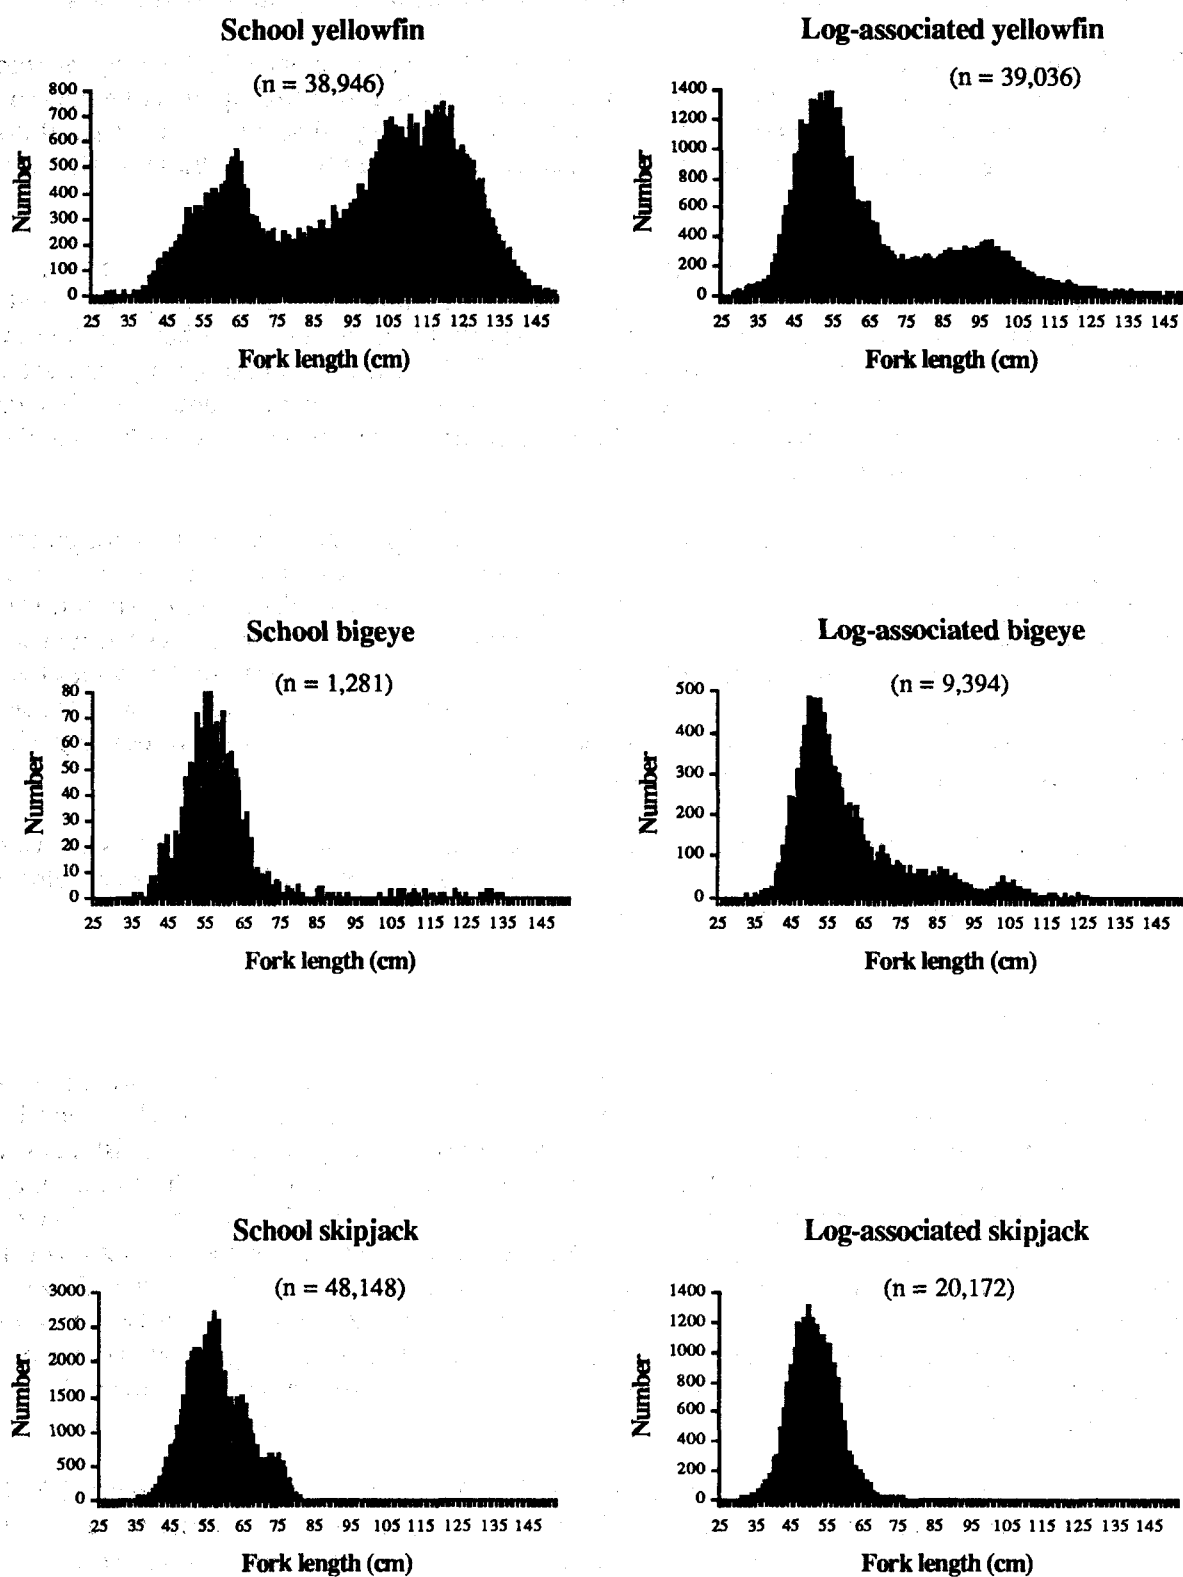 School yellowfin
(n = 38,946)
800
700
600
500
400
300
200
100
0
Number
25 35 45 55 65 75 85 95 105 115 125 135 145
Fork length (cm)
Log-associated yellowfin
(n = 39,036)
1400
1200
1000
800
600
400
200
0
Number
25 35 45 55 65 75 85 95 105 115 125 135 145
Fork length (cm)
School bigeye
(n = 1,281)
80
70
60
50
40
30
20
10
0
Number
25 35 45 55 65 75 85 95 105 115 125 135 145
Fork length (cm)
Log-associated bigeye
(n = 9,394)
500
400
300
200
100
0
Number
25 35 45 55 65 75 85 95 105 115 125 135 145
Fork length (cm)
School skipjack
(n = 48,148)
3000
2500
2000
1500
1000
500
0
Number
25 35 45 55 65 75 85 95 105 115 125 135 145
Fork length (cm)
Log-associated skipjack
(n = 20,172)
1400
1200
1000
800
600
400
200
0
Number
25 35 45 55 65 75 85 95 105 115 125 135 145
Fork length (cm)